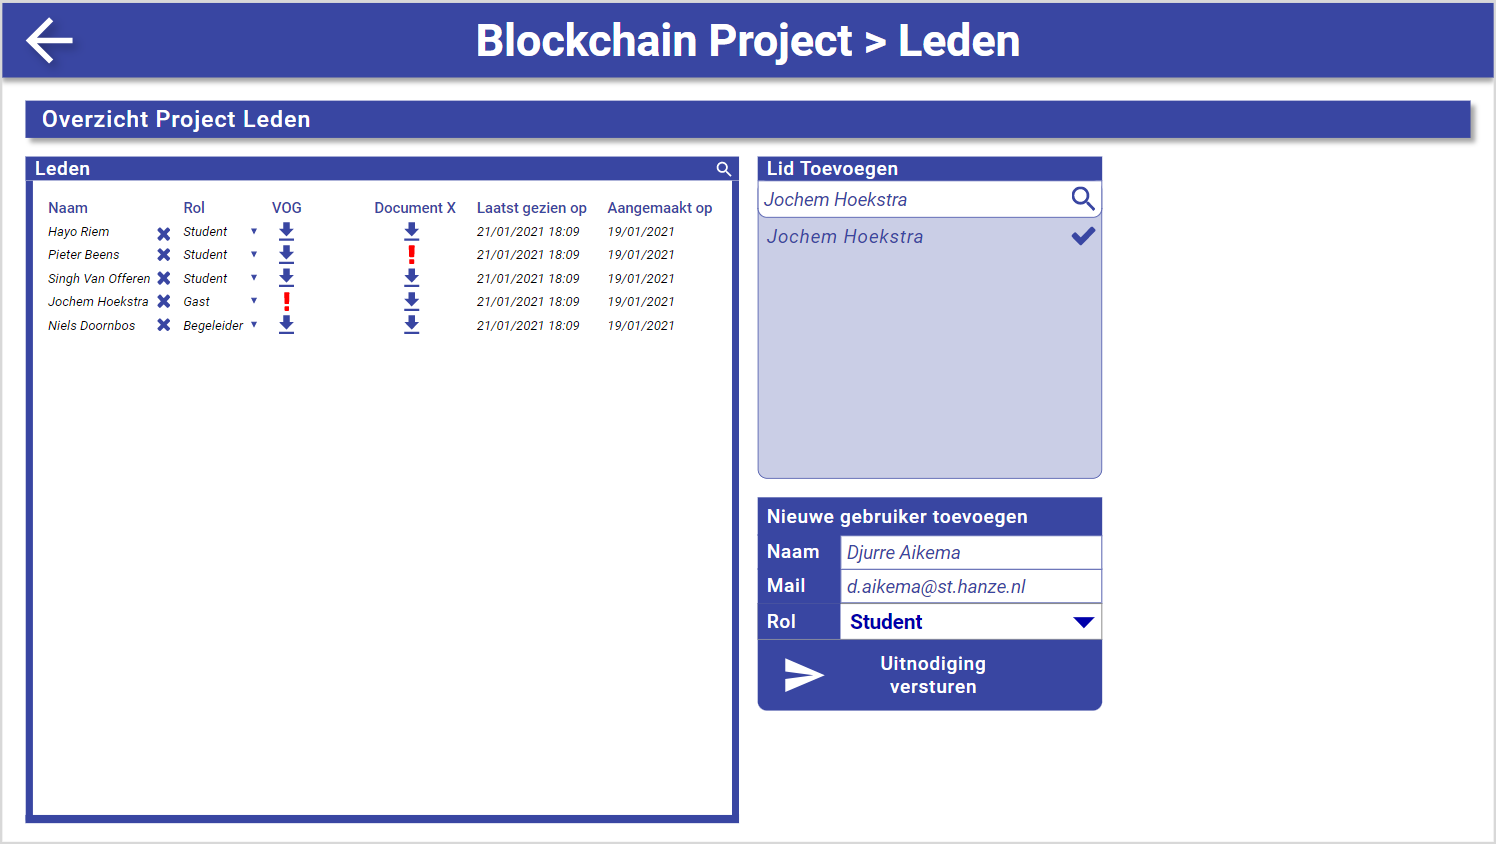 Blockchain Project > Leden
Overzicht Project Leden
Leden
Naam Rol VOG Document X Laatst gezien op Aangemaakt op
Hayo Riem Student 21/01/2021 18:09 19/01/2021
Pieter Beens Student 21/01/2021 18:09 19/01/2021
Singh Van Offeren Student 21/01/2021 18:09 19/01/2021
Jochem Hoekstra Gast 21/01/2021 18:09 19/01/2021
Niels Doornbos Begeleider 21/01/2021 18:09 19/01/2021
Lid Toevoegen
Jochem Hoekstra
Jochem Hoekstra
Nieuwe gebruiker toevoegen
Naam Djurre Aikema
Mail d.aikema@st.hanze.nl
Rol Student
Uitnodiging
versturen